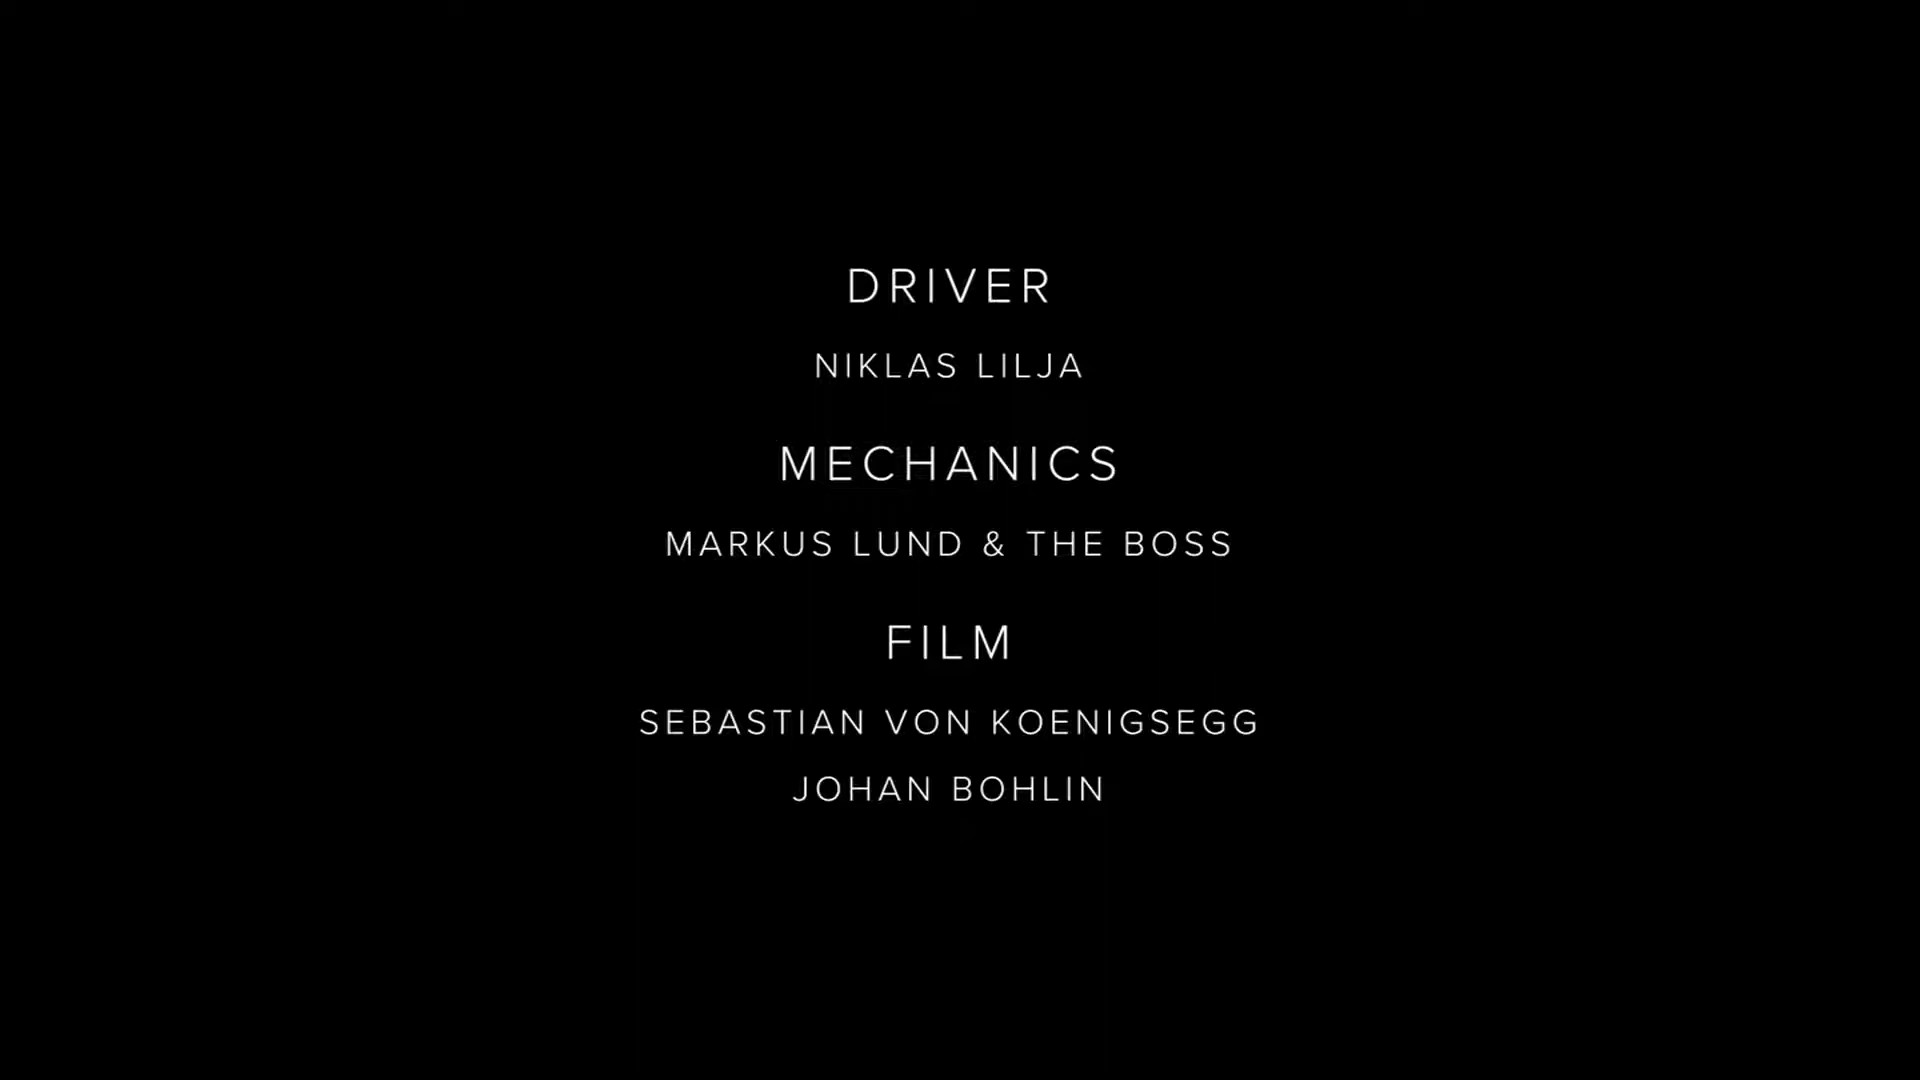 DRIVER
NIKLAS LILJA
MECHANICS
MARKUS LUND & THE BOSS
FILM
SEBASTIAN VON KOENIGSEGG
JOHAN BOHLIN